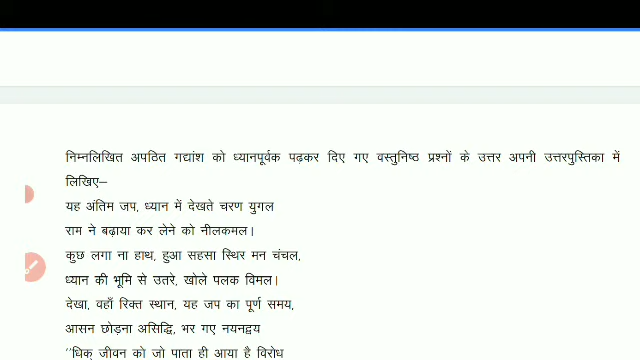 निम्नलिखित अपठित गद्यांश को ध्यानपूर्वक पढ़कर दिए गए वस्तुनिष्ठ प्रश्नों के उत्तर अपनी उत्तरपुस्तिका में
लिखिए–
यह अंतिम जप, ध्यान में देखते चरण युगल
राम ने बढ़ाया कर लेने को नीलकमल।
कुछ लगा ना हाथ, हुआ सहसा स्थिर मन चंचल,
ध्यान की भूमि से उतरे, खोले पलक विमल।
देखा, वहाँ रिक्त स्थान, यह जप का पूर्ण समय,
आसन छोड़ना असिद्धि, भर गए नयनद्वय
''धिक् जीवन को जो पाता ही आया है विरोध